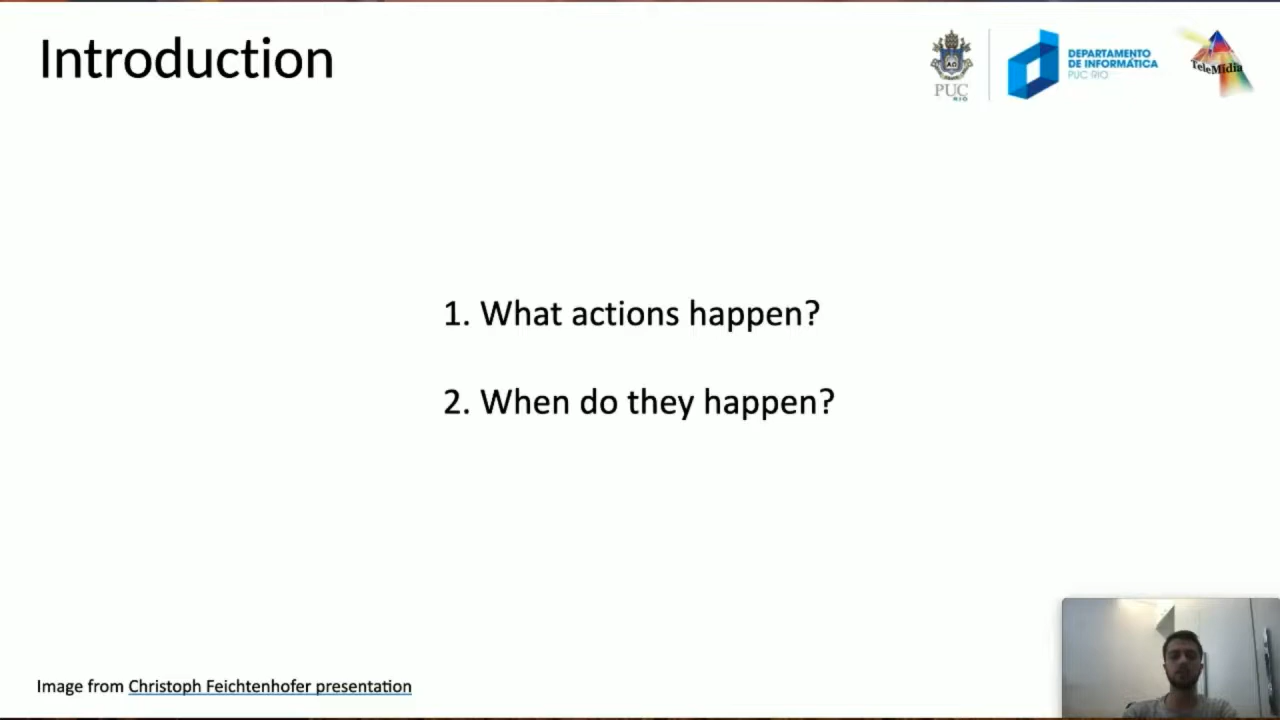 Introduction
PUC
RIO
DEPARTAMENTO
DE INFORMÁTICA
PUC RIO
TeleMídia
1. What actions happen?
2. When do they happen?
Image from Christoph Feichtenhofer presentation